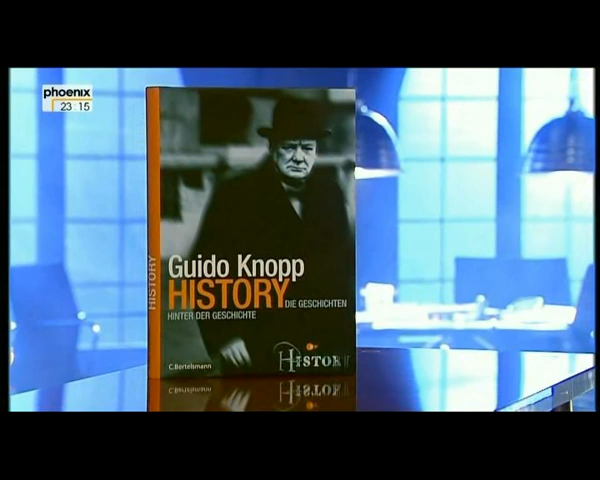 phoenix
23:15
HISTORY
Guido Knopp
HISTORY DIE GESCHICHTEN
HINTER DER GESCHICHTE
C.Bertelsmann
HISTORY